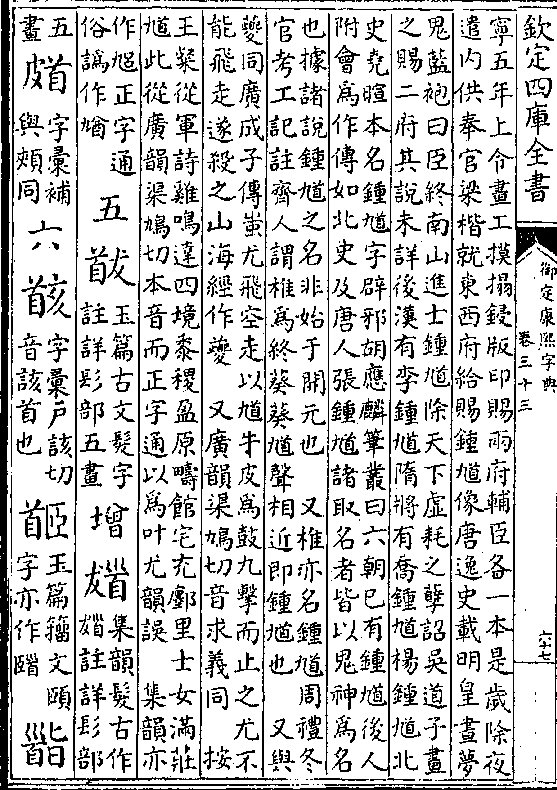 欽定四庫全書
御定康熙字典
卷三十三
六十七
寧五年上令畫工摸搨鋟版印賜兩府輔臣各一本是歲除夜
遣内供奉官梁楷就東西府給賜鍾馗像唐逸史載明皇晝夢
鬼藍袍曰臣終南山進士鍾馗除天下虛耗之孽詔吳道子畫
之賜二府其說未詳後漢有李鍾馗隋將有喬鍾馗楊鍾馗北
史堯暄本名鍾馗字辟邪胡應麟筆叢曰六朝已有鍾馗後人
附會爲作傳如北史及唐人張鍾馗諸取名者皆以鬼神爲名
也據諸說鍾馗之名非始于開元也 又椎亦名鍾馗周禮冬
官考工記註齊人謂椎爲終葵葵馗聲相近即鍾馗也 又與
夔同廣成子傳蚩尤飛空走以馗牛皮爲鼓九擊而止之尤不
能飛走遂殺之山海經作夔 又廣韻渠鳩切音求義同 按
王粲從軍詩雞鳴達四境黍稷盈原疇館宅充鄽里士女滿莊
馗此從廣韻渠鳩切本音而正字通以爲叶尤韻誤 集韻亦
作馗正字通
俗譌作馗
五
玉篇古文髮字
註詳髟部五畫
增
集韻髮古作
註詳髟部
五
畫
字彙補
與頰同
六
字彙戸該切
音該首也
玉篇籀文頤
字亦作